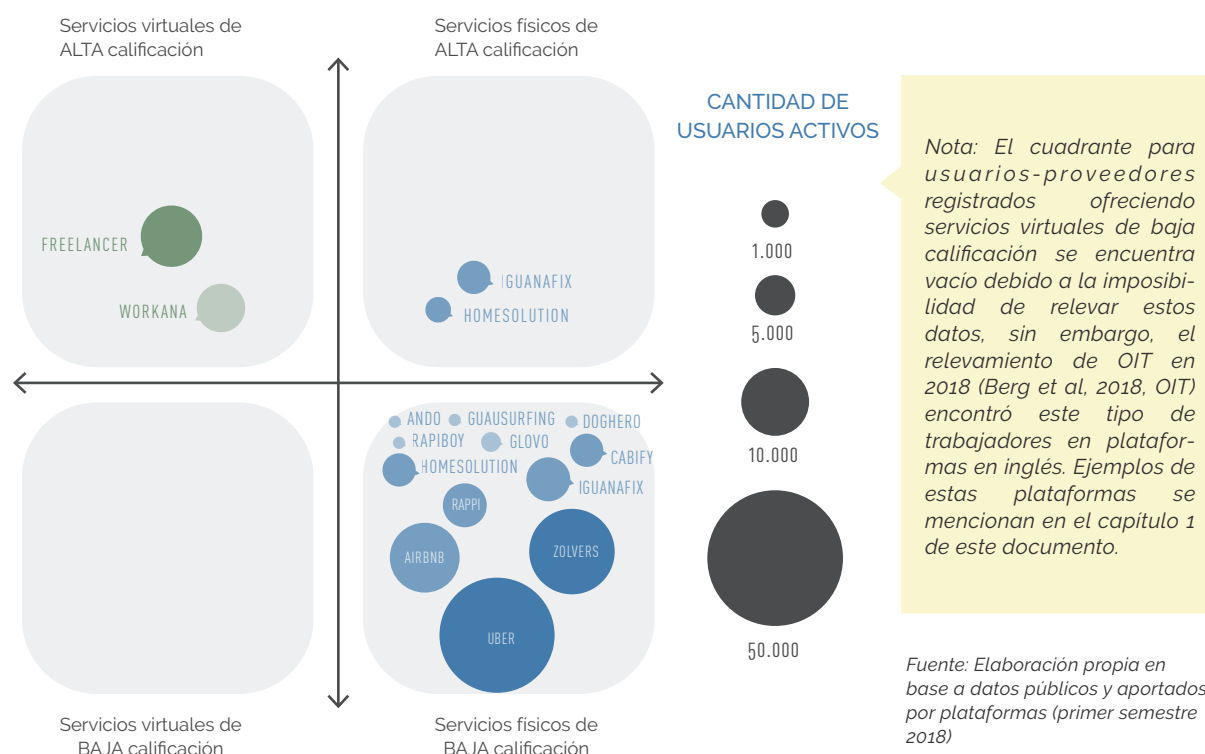 Servicios virtuales de
ALTA calificación
Servicios físicos de
ALTA calificación
FREELANCER
WORKANA
IGUANAFIX
HOMESOLUTION
ANDO
GUAUSURFING
DOGHERO
RAPIBOY
GLOVO
CABIFY
HOMESOLUTION
IGUANAFIX
RAPPI
AIRBNB
ZOLVERS
UBER
Servicios virtuales de
BAJA calificación
Servicios físicos de
BAJA calificación
CANTIDAD DE
USUARIOS ACTIVOS
1.000
5.000
10.000
50.000
Nota: El cuadrante para
usuarios-proveedores
registrados ofreciendo
servicios virtuales de baja
calificación se encuentra
vacío debido a la imposibi-
lidad de relevar estos
datos, sin embargo, el
relevamiento de OIT en
2018 (Berg et al, 2018, OIT)
encontró este tipo de
trabajadores en platafor-
mas en inglés. Ejemplos de
estas plataformas se
mencionan en el capítulo 1
de este documento.
Fuente: Elaboración propia en
base a datos públicos y aportados
por plataformas (primer semestre
2018)